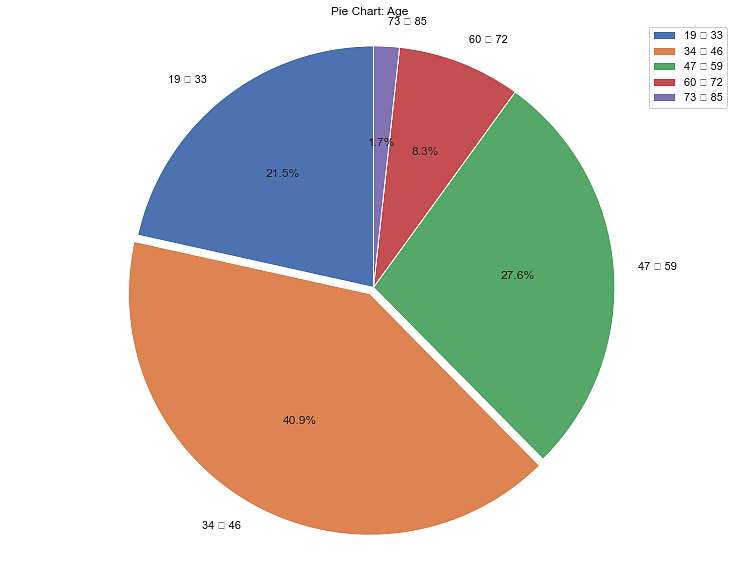 Pie Chart: Age
73 ▯ 85
60 ▯ 72
19 ▯ 33
47 ▯ 59
34 ▯ 46
1.7%
8.3%
21.5%
27.6%
40.9%
19 ▯ 33
34 ▯ 46
47 ▯ 59
60 ▯ 72
73 ▯ 85